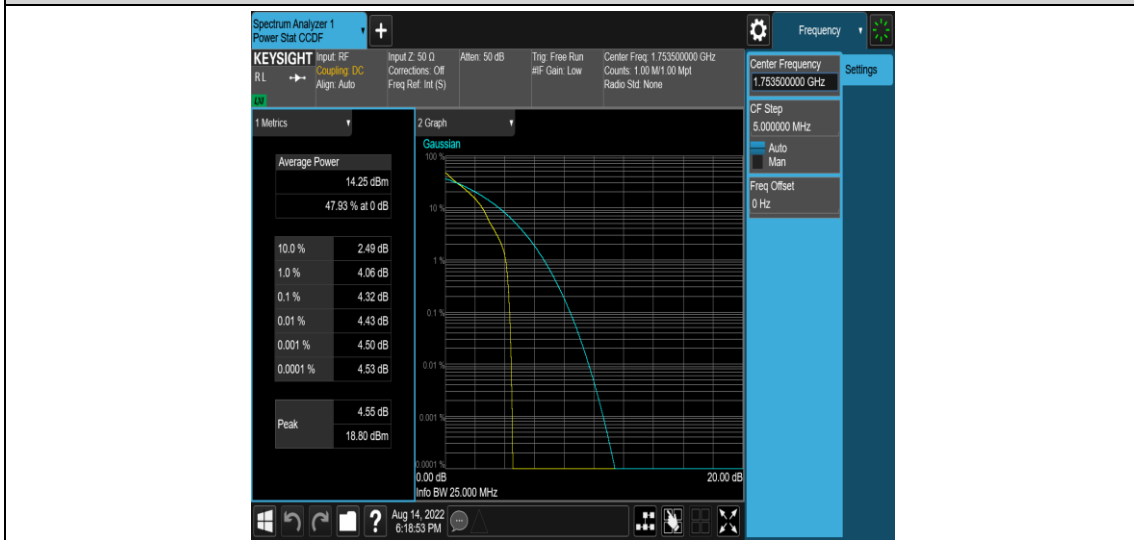 Spectrum Analyzer 1
Power Stat CCDF
Frequency
KEYSIGHT
RL
Input: RF
Coupling: DC
Align: Auto
Input Z: 50 Ω
Corrections: Off
Freq Ref: Int (S)
Atten: 50 dB
Trig: Free Run
#IF Gain: Low
Center Freq: 1.753500000 GHz
Counts: 1.00 M/1.00 Mpt
Radio Std: None
Center Frequency
1.753500000 GHz
Settings
CF Step
5.000000 MHz
Auto
Man
Freq Offset
0 Hz
1 Metrics
Average Power
14.25 dBm
47.93 % at 0 dB
10.0 % 2.49 dB
1.0 % 4.06 dB
0.1 % 4.32 dB
0.01 % 4.43 dB
0.001 % 4.50 dB
0.0001 % 4.53 dB
Peak
4.55 dB
18.80 dBm
2 Graph
Gaussian
100 %
10 %
1 %
0.1 %
0.01 %
0.001 %
0.0001 %
0.00 dB
20.00 dB
Info BW 25.000 MHz
?
Aug 14, 2022
6:18:53 PM